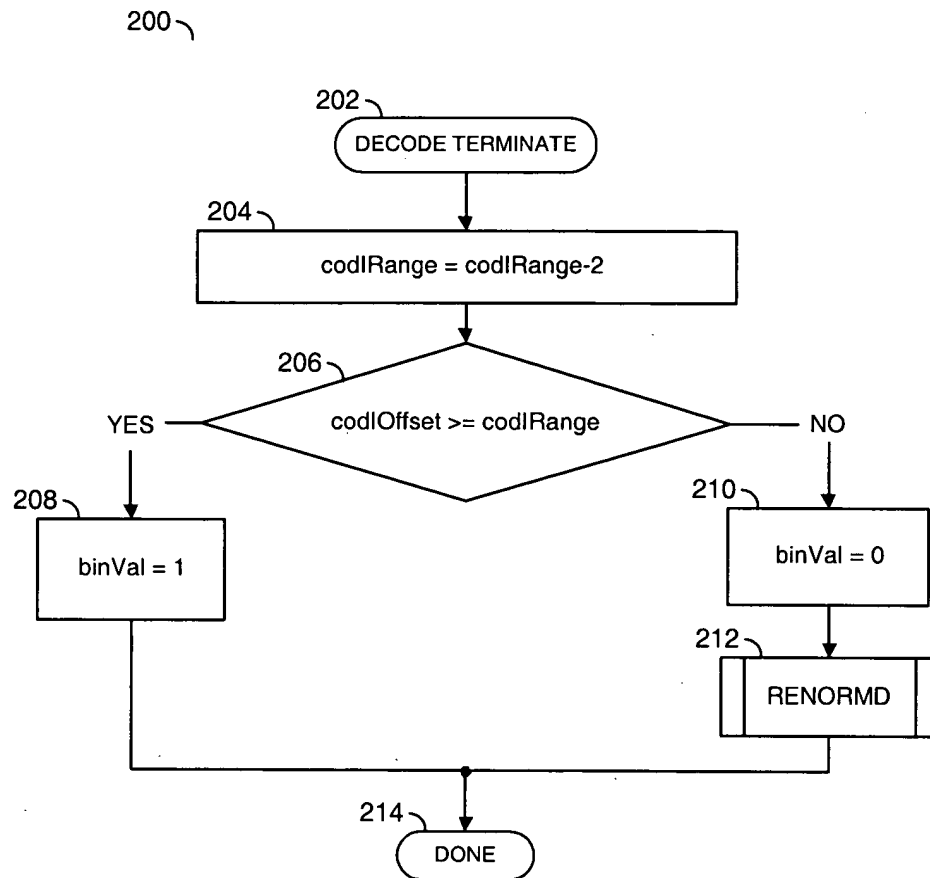 200
202
DECODE TERMINATE
204
codIRange = codIRange-2
206
codIOffset >= codIRange
YES
NO
208
binVal = 1
210
binVal = 0
212
RENORMD
214
DONE